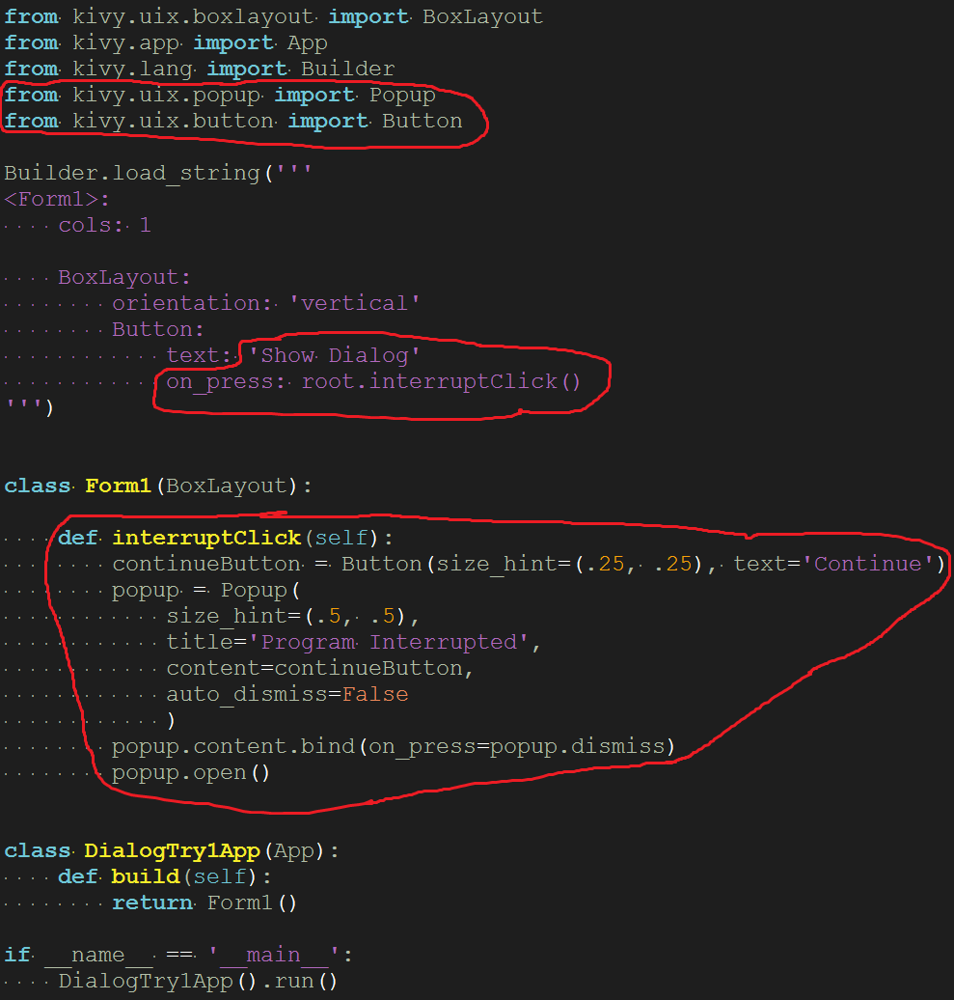 from kivy.uix.boxlayout import BoxLayout
from kivy.app import App
from kivy.lang import Builder
from kivy.uix.popup import Popup
from kivy.uix.button import Button

Builder.load_string('''
<Form1>:
    cols: 1

    BoxLayout:
        orientation: 'vertical'
        Button:
            text: 'Show Dialog'
            on_press: root.interruptClick()
''')


class Form1(BoxLayout):

    def interruptClick(self):
        continueButton = Button(size_hint=(.25, .25), text='Continue')
        popup = Popup(
            size_hint=(.5, .5),
            title='Program Interrupted',
            content=continueButton,
            auto_dismiss=False
            )
        popup.content.bind(on_press=popup.dismiss)
        popup.open()


class DialogTry1App(App):
    def build(self):
        return Form1()

if __name__ == '__main__':
    DialogTry1App().run()